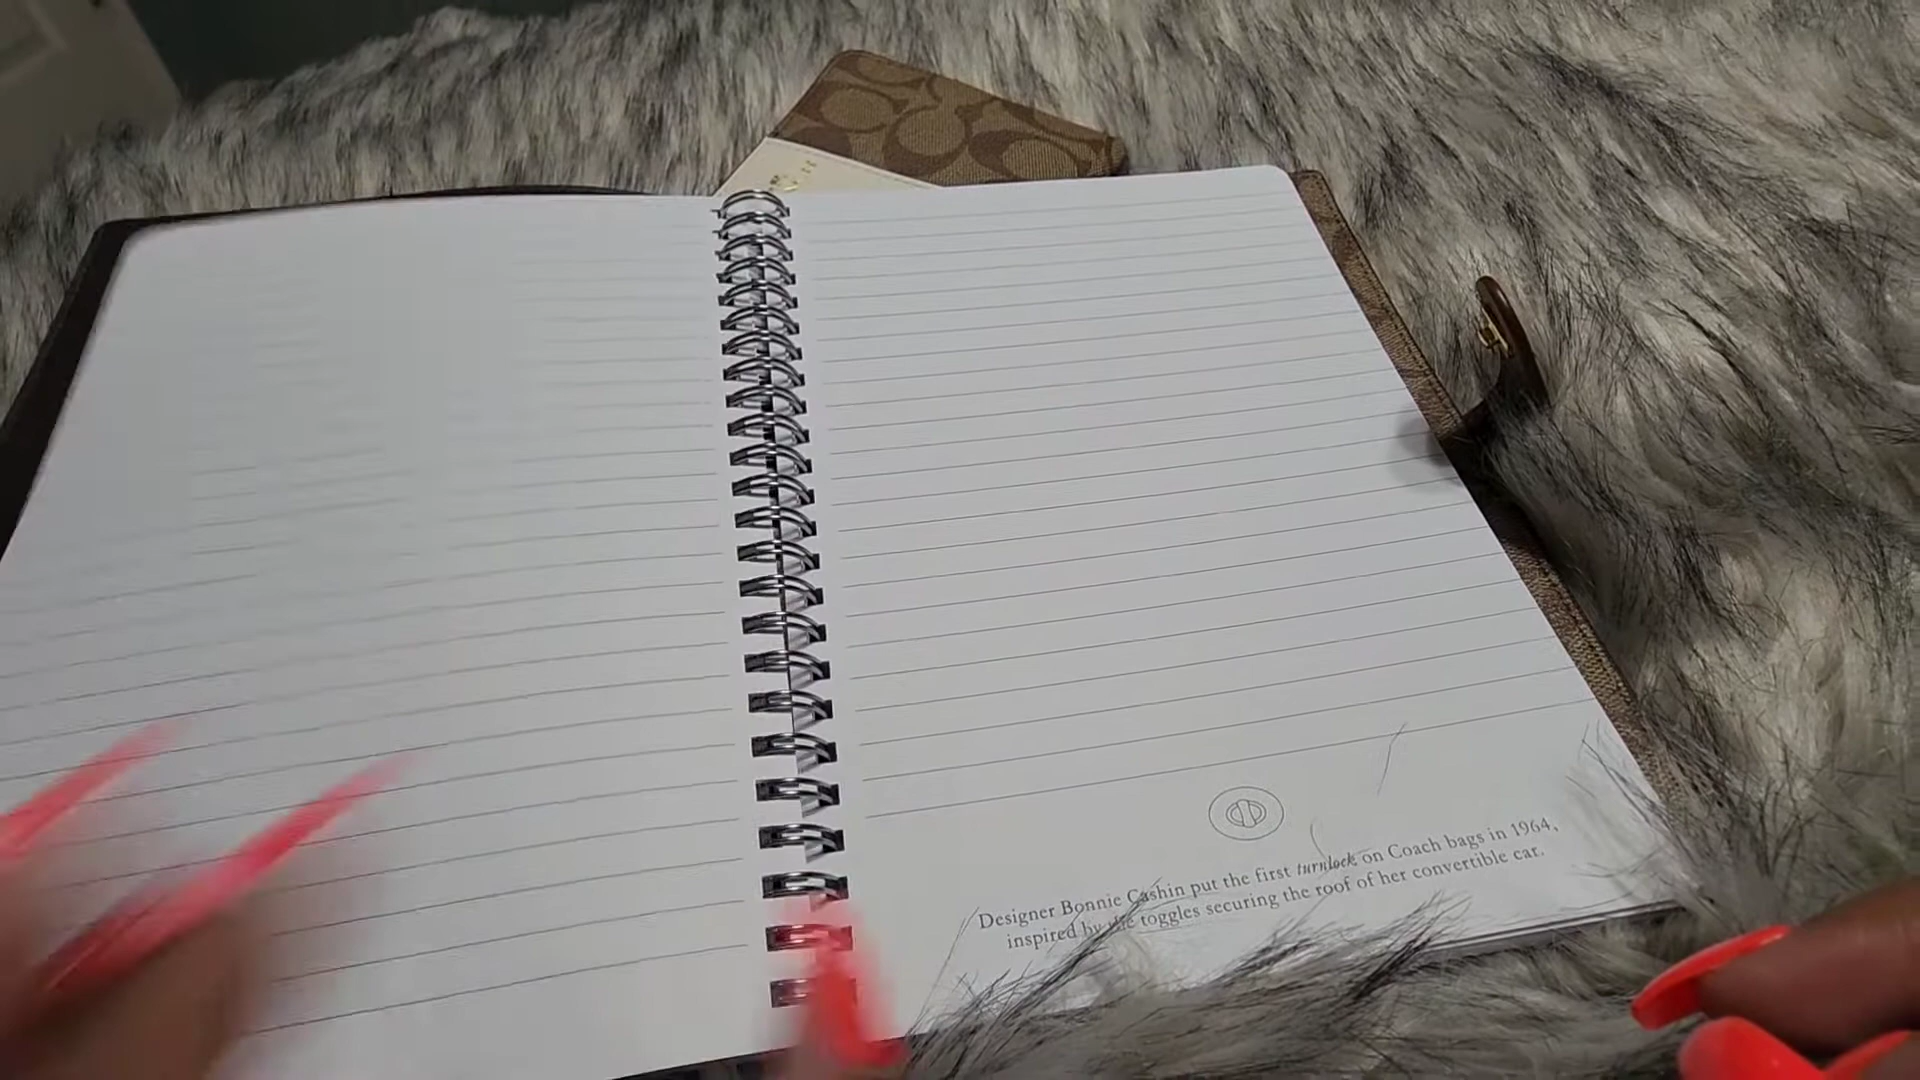 Designer Bonnie Cashin put the first turnlock on Coach bags in 1964,
inspired by the toggles securing the roof of her convertible car.